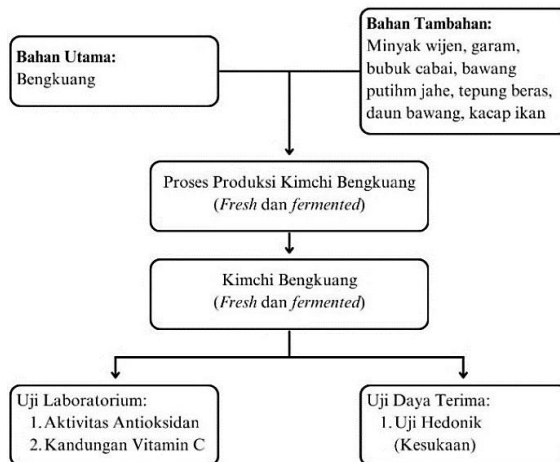 Bahan Utama:
Bengkuang
Bahan Tambahan:
Minyak wijen, garam,
bubuk cabai, bawang
putihm jahe, tepung beras,
daun bawang, kacap ikan
Proses Produksi Kimchi Bengkuang
(Fresh dan fermented)
Kimchi Bengkuang
(Fresh dan fermented)
Uji Laboratorium:
1. Aktivitas Antioksidan
2. Kandungan Vitamin C
Uji Daya Terima:
1. Uji Hedonik
(Kesukaan)